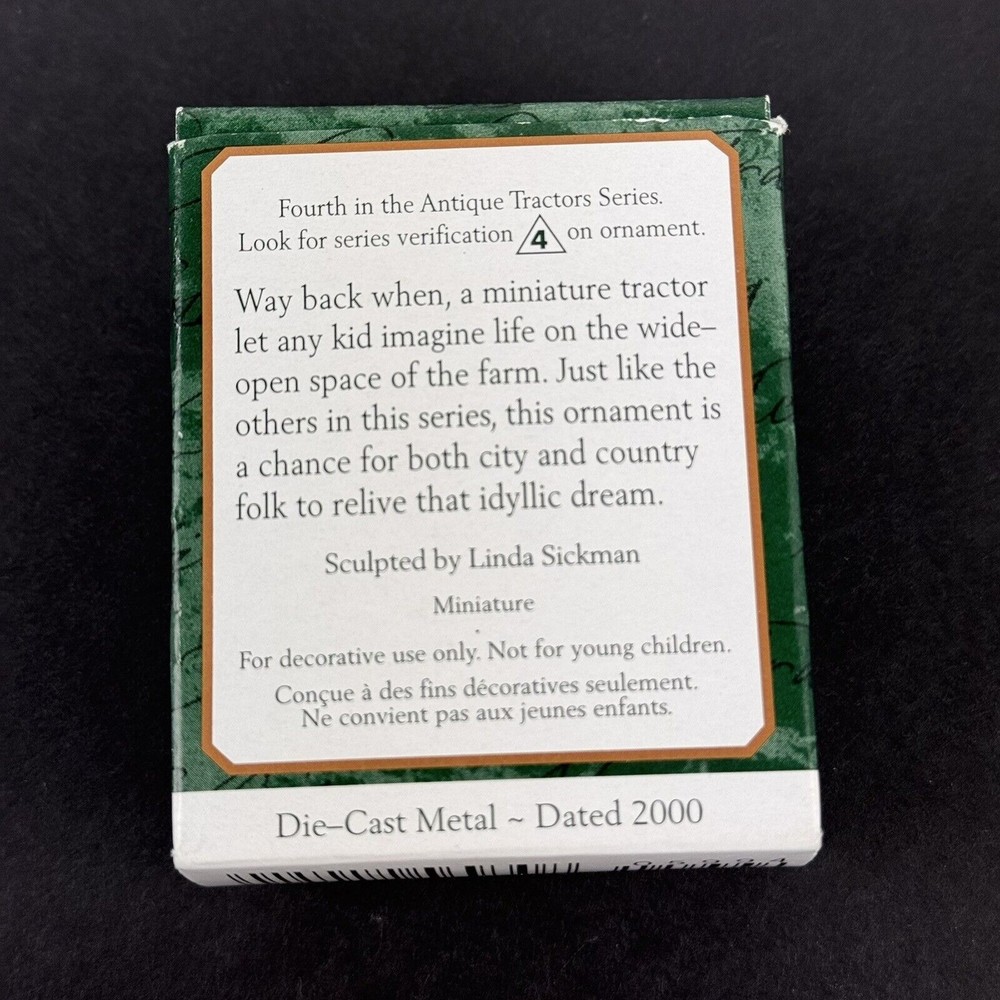 Fourth in the Antique Tractors Series.
Look for series verification 4 on ornament.
Way back when, a miniature tractor
let any kid imagine life on the wide–
open space of the farm. Just like the
others in this series, this ornament is
a chance for both city and country
folk to relive that idyllic dream.
Sculpted by Linda Sickman
Miniature
For decorative use only. Not for young children.
Conçue à des fins décoratives seulement.
Ne convient pas aux jeunes enfants.
Die–Cast Metal ~ Dated 2000